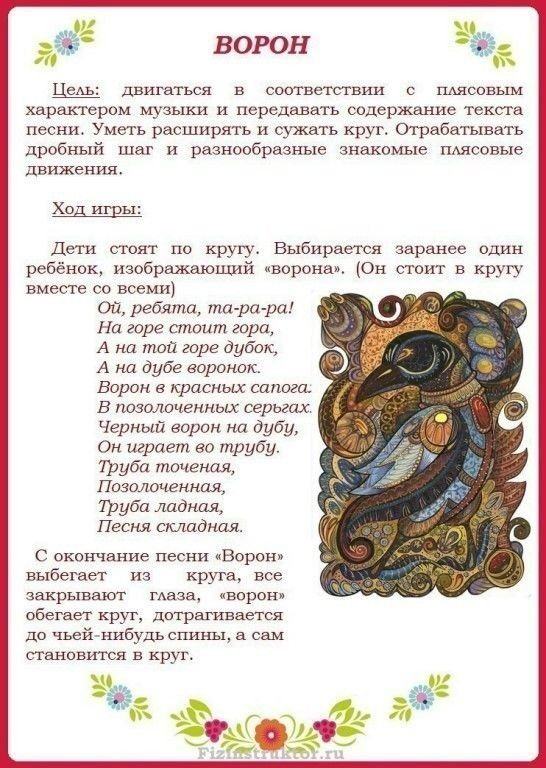 ВОРОН
Цель: двигаться в соответствии с плясовым
характером музыки и передавать содержание текста
песни. Уметь расширять и сужать круг. Отрабатывать
дробный шаг и разнообразные знакомые плясовые
движения.
Ход игры:
Дети стоят по кругу. Выбирается заранее один
ребёнок, изображающий «ворона». (Он стоит в кругу
вместе со всеми)
Ой, ребята, та-ра-ра!
На горе стоит гора,
А на той горе дубок,
А на дубе воронок.
Ворон в красных сапога
В позолоченных серьгах.
Черный ворон на дубу,
Он играет во трубу.
Труба точеная,
Позолоченная,
Труба ладная,
Песня складная.
С окончание песни «Ворон»
выбегает из круга, все
закрывают глаза, «ворон»
обегает круг, дотрагивается
до чьей-нибудь спины, а сам
становится в круг.
Fizinstruktor.ru